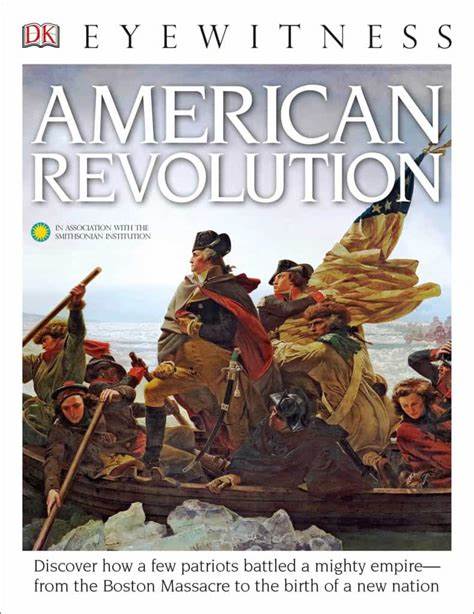 DK EYEWITNESS
AMERICAN
REVOLUTION
IN ASSOCIATION WITH THE
SMITHSONIAN INSTITUTION
Discover how a few patriots battled a mighty empire—
from the Boston Massacre to the birth of a new nation